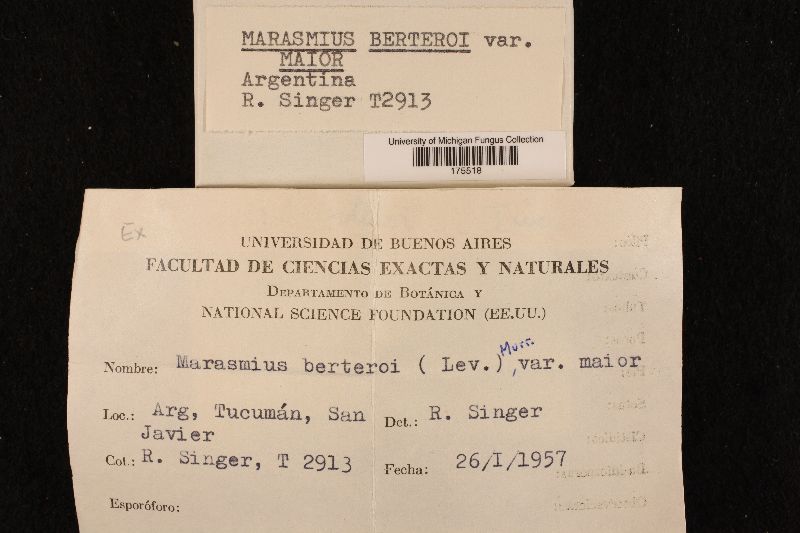 MARASMIUS BERTEROI var.
MAIOR
Argentina
R. Singer T2913
University of Michigan Fungus Collection
175518
Ex
UNIVERSIDAD DE BUENOS AIRES
FACULTAD DE CIENCIAS EXACTAS Y NATURALES
DEPARTAMENTO DE BOTÁNICA Y
NATIONAL SCIENCE FOUNDATION (EE.UU.)
Nombre: Marasmius berteroi ( Lev.) Murr., var. maior
Loc.: Arg, Tucumán, San Javier
Det.: R. Singer
Col.: R. Singer, T 2913
Fecha: 26/I/1957
Esporóforo: